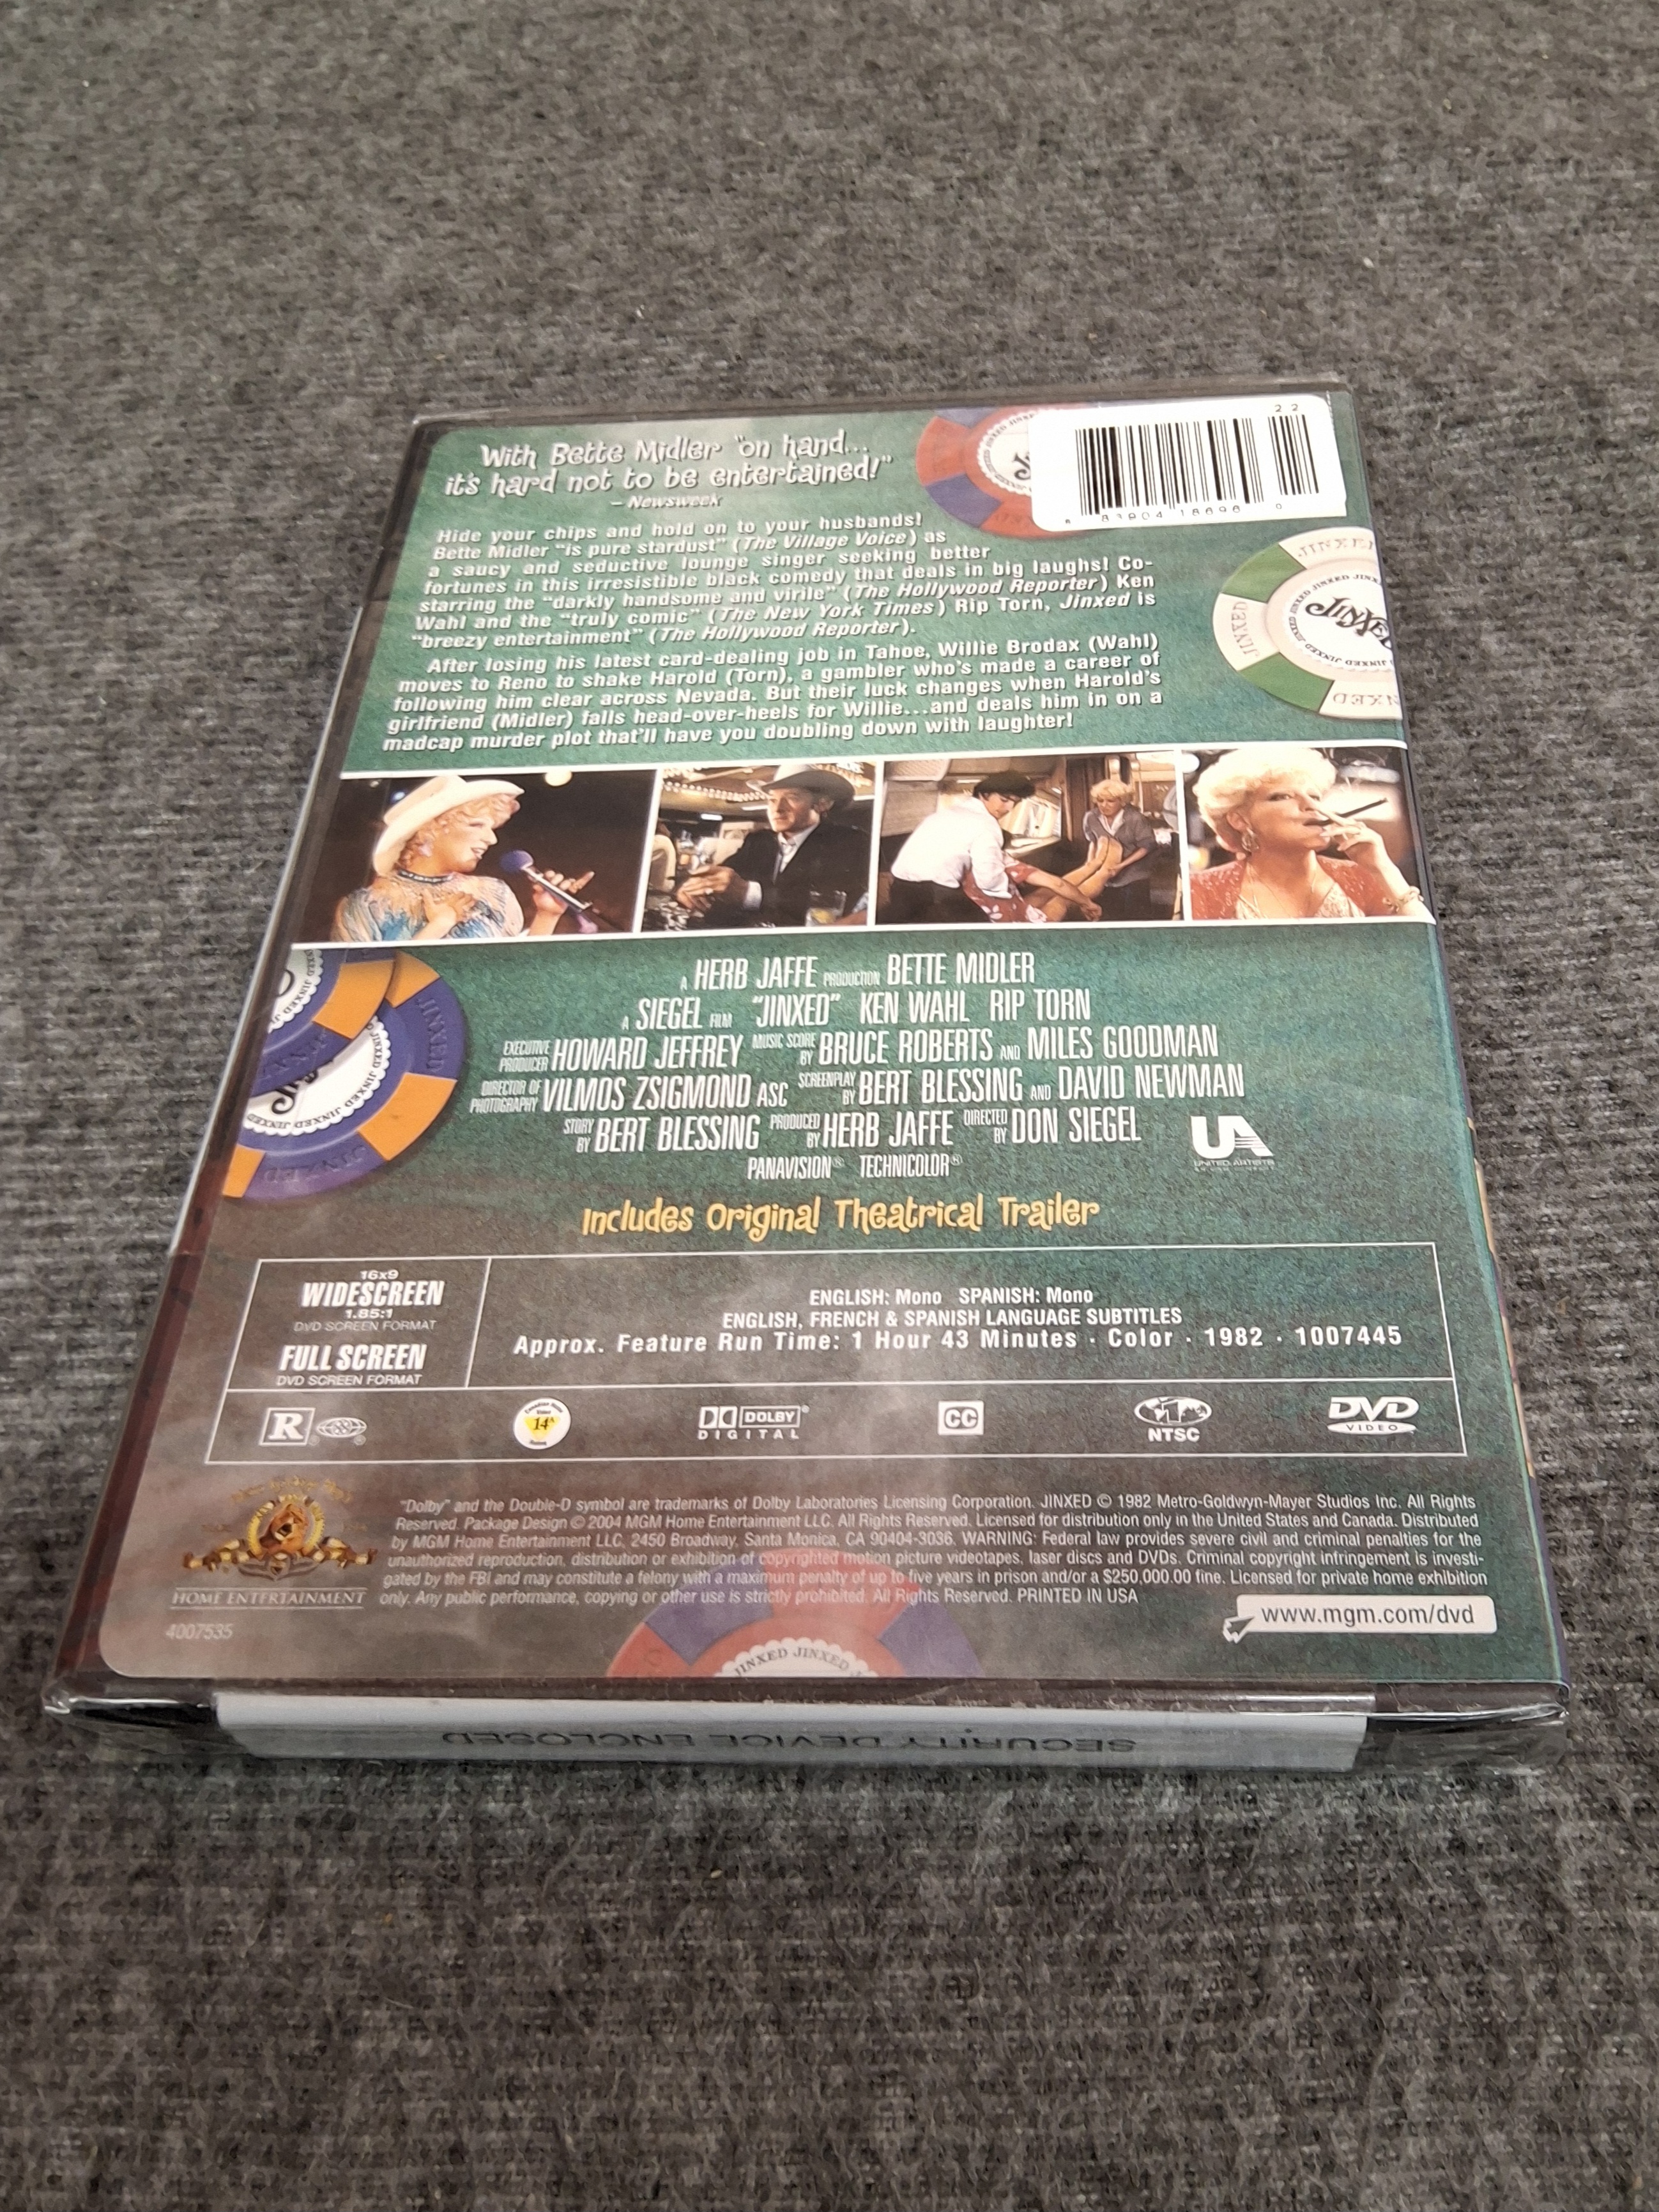 With Bette Midler "on hand...
it's hard not to be entertained!"
– Newsweek
22
8 83904 18696 0
Hide your chips and hold on to your husbands!
Bette Midler "is pure stardust" (The Village Voice) as
a saucy and seductive lounge singer seeking better
fortunes in this irresistible black comedy that deals in big laughs! Co-
starring the "darkly handsome and virile" (The Hollywood Reporter) Ken
Wahl and the "truly comic" (The New York Times) Rip Torn, Jinxed is
"breezy entertainment" (The Hollywood Reporter).
After losing his latest card-dealing job in Tahoe, Willie Brodax (Wahl)
moves to Reno to shake Harold (Torn), a gambler who's made a career of
following him clear across Nevada. But their luck changes when Harold's
girlfriend (Midler) falls head-over-heels for Willie...and deals him in on a
madcap murder plot that'll have you doubling down with laughter!
JINXED
JINXED
JINXED
A HERB JAFFE PRODUCTION BETTE MIDLER
A SIEGEL FILM "JINXED" KEN WAHL RIP TORN
EXECUTIVE PRODUCER HOWARD JEFFREY MUSIC SCORE BY BRUCE ROBERTS AND MILES GOODMAN
DIRECTOR OF PHOTOGRAPHY VILMOS ZSIGMOND ASC SCREENPLAY BY BERT BLESSING AND DAVID NEWMAN
STORY BY BERT BLESSING PRODUCED BY HERB JAFFE DIRECTED BY DON SIEGEL
PANAVISION® TECHNICOLOR®
UA
UNITED ARTISTS
Includes Original Theatrical Trailer
16x9
WIDESCREEN
1.85:1
DVD SCREEN FORMAT
FULL SCREEN
DVD SCREEN FORMAT
ENGLISH: Mono SPANISH: Mono
ENGLISH, FRENCH & SPANISH LANGUAGE SUBTITLES
Approx. Feature Run Time: 1 Hour 43 Minutes · Color · 1982 · 1007445
R
14A
DOLBY®
DIGITAL
CC
1
NTSC
DVD
VIDEO
"Dolby" and the Double-D symbol are trademarks of Dolby Laboratories Licensing Corporation. JINXED © 1982 Metro-Goldwyn-Mayer Studios Inc. All Rights
Reserved. Package Design © 2004 MGM Home Entertainment LLC. All Rights Reserved. Licensed for distribution only in the United States and Canada. Distributed
by MGM Home Entertainment LLC, 2450 Broadway, Santa Monica, CA 90404-3036. WARNING: Federal law provides severe civil and criminal penalties for the
unauthorized reproduction, distribution or exhibition of copyrighted motion picture videotapes, laser discs and DVDs. Criminal copyright infringement is investi-
gated by the FBI and may constitute a felony with a maximum penalty of up to five years in prison and/or a $250,000.00 fine. Licensed for private home exhibition
only. Any public performance, copying or other use is strictly prohibited. All Rights Reserved. PRINTED IN USA
HOME ENTERTAINMENT
4007535
www.mgm.com/dvd
JINXED JINXED J
SECURITY DEVICE ENCLOSED